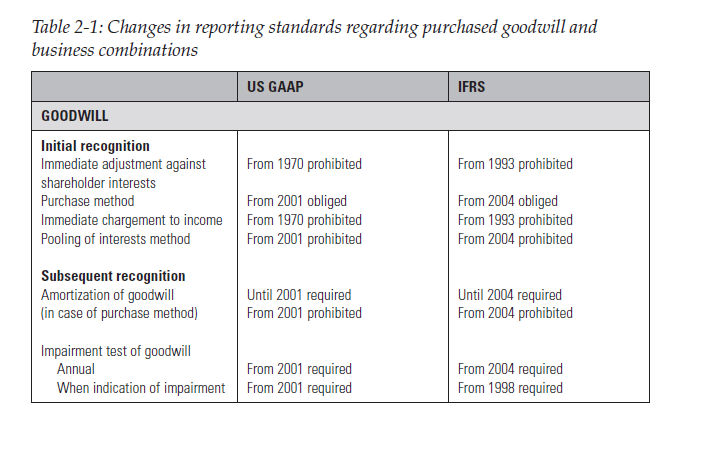 Table 2-1: Changes in reporting standards regarding purchased goodwill and
business combinations
US GAAP IFRS
GOODWILL
Initial recognition
Immediate adjustment against From 1970 prohibited From 1993 prohibited
shareholder interests
Purchase method From 2001 obliged From 2004 obliged
Immediate chargement to income From 1970 prohibited From 1993 prohibited
Pooling of interests method From 2001 prohibited From 2004 prohibited
Subsequent recognition
Amortization of goodwill Until 2001 required Until 2004 required
(in case of purchase method) From 2001 prohibited From 2004 prohibited
Impairment test of goodwill
Annual From 2001 required From 2004 required
When indication of impairment From 2001 required From 1998 required